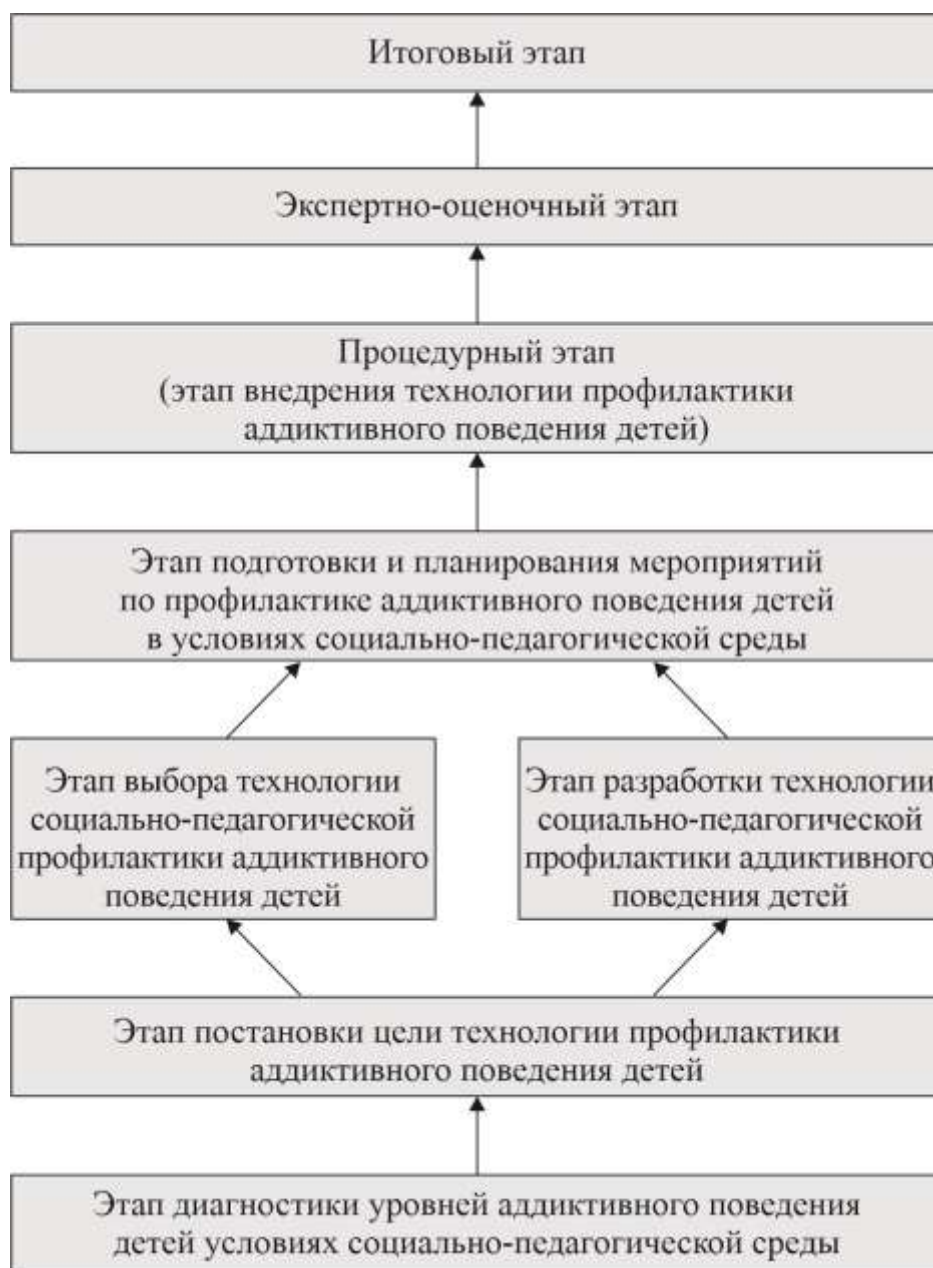 Итоговый этап
Экспертно-оценочный этап
Процедурный этап
(этап внедрения технологии профилактики
аддиктивного поведения детей)
Этап подготовки и планирования мероприятий
по профилактике аддиктивного поведения детей
в условиях социально-педагогической среды
Этап выбора технологии
социально-педагогической
профилактики аддиктивного
поведения детей
Этап разработки технологии
социально-педагогической
профилактики аддиктивного
поведения детей
Этап постановки цели технологии профилактики
аддиктивного поведения детей
Этап диагностики уровней аддиктивного поведения
детей условиях социально-педагогической среды